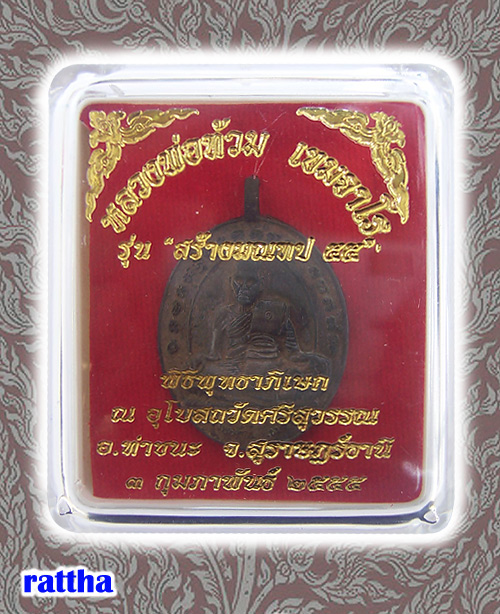 หลวงพ่อท้วม เขมจาโร
รุ่น "สร้างมณฑป ๕๕"
พิธีพุทธาภิเษก
ณ อุโบสถวัดศรีสุวรรณ
อ.ท่าชนะ จ.สุราษฎร์ธานี
๓ กุมภาพันธ์ ๒๕๕๕
rattha